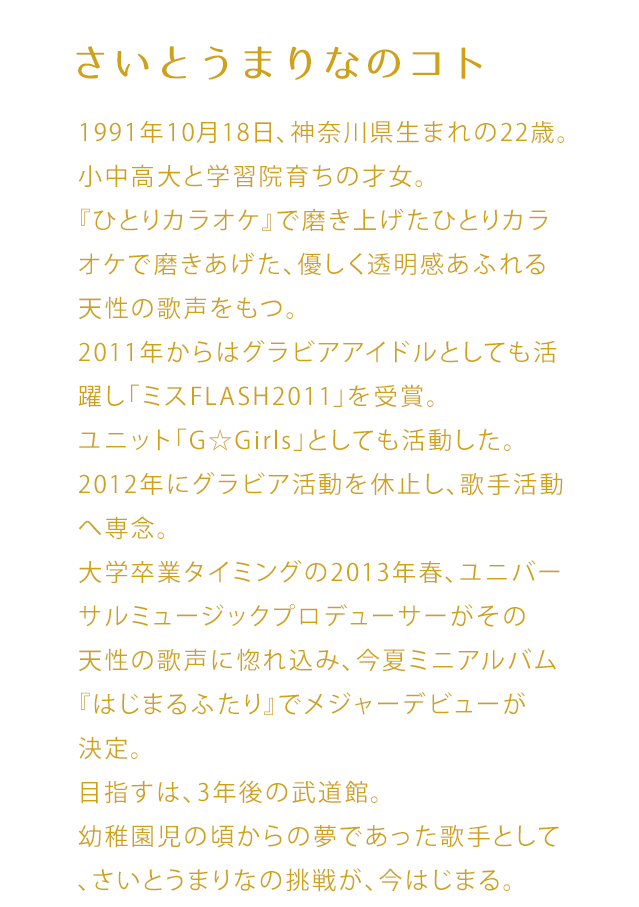 さいとうまりなのコト
1991年10月18日、神奈川県生まれの22歳。
小中高大と学習院育ちの才女。
『ひとりカラオケ』で磨き上げたひとりカラ
オケで磨きあげた、優しく透明感あふれる
天性の歌声をもつ。
2011年からはグラビアアイドルとしても活
躍し「ミスFLASH2011」を受賞。
ユニット「G☆Girls」としても活動した。
2012年にグラビア活動を休止し、歌手活動
へ専念。
大学卒業タイミングの2013年春、ユニバー
サルミュージックプロデューサーがその
天性の歌声に惚れ込み、今夏ミニアルバム
『はじまるふたり』でメジャーデビューが
決定。
目指すは、3年後の武道館。
幼稚園児の頃からの夢であった歌手として
、さいとうまりなの挑戦が、今はじまる。